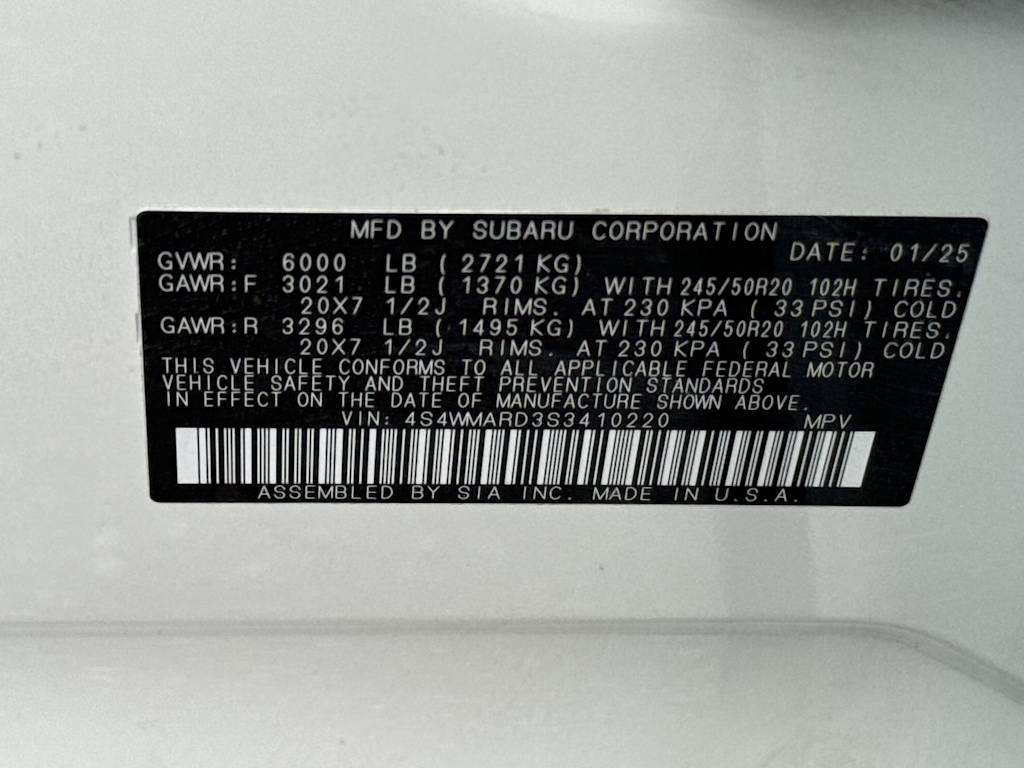 MFD BY SUBARU CORPORATION
DATE: 01/25
GVWR: 6000 LB ( 2721 KG)
GAWR:F 3021 LB ( 1370 KG) WITH 245/50R20 102H TIRES,
20X7 1/2J RIMS. AT 230 KPA ( 33 PSI) COLD
GAWR:R 3296 LB ( 1495 KG) WITH 245/50R20 102H TIRES,
20X7 1/2J RIMS. AT 230 KPA ( 33 PSI) COLD
THIS VEHICLE CONFORMS TO ALL APPLICABLE FEDERAL MOTOR
VEHICLE SAFETY AND THEFT PREVENTION STANDARDS
IN EFFECT ON THE DATE OF MANUFACTURE SHOWN ABOVE.
VIN: 4S4WMARD3S3410220 MPV
ASSEMBLED BY SIA INC. MADE IN U.S.A.